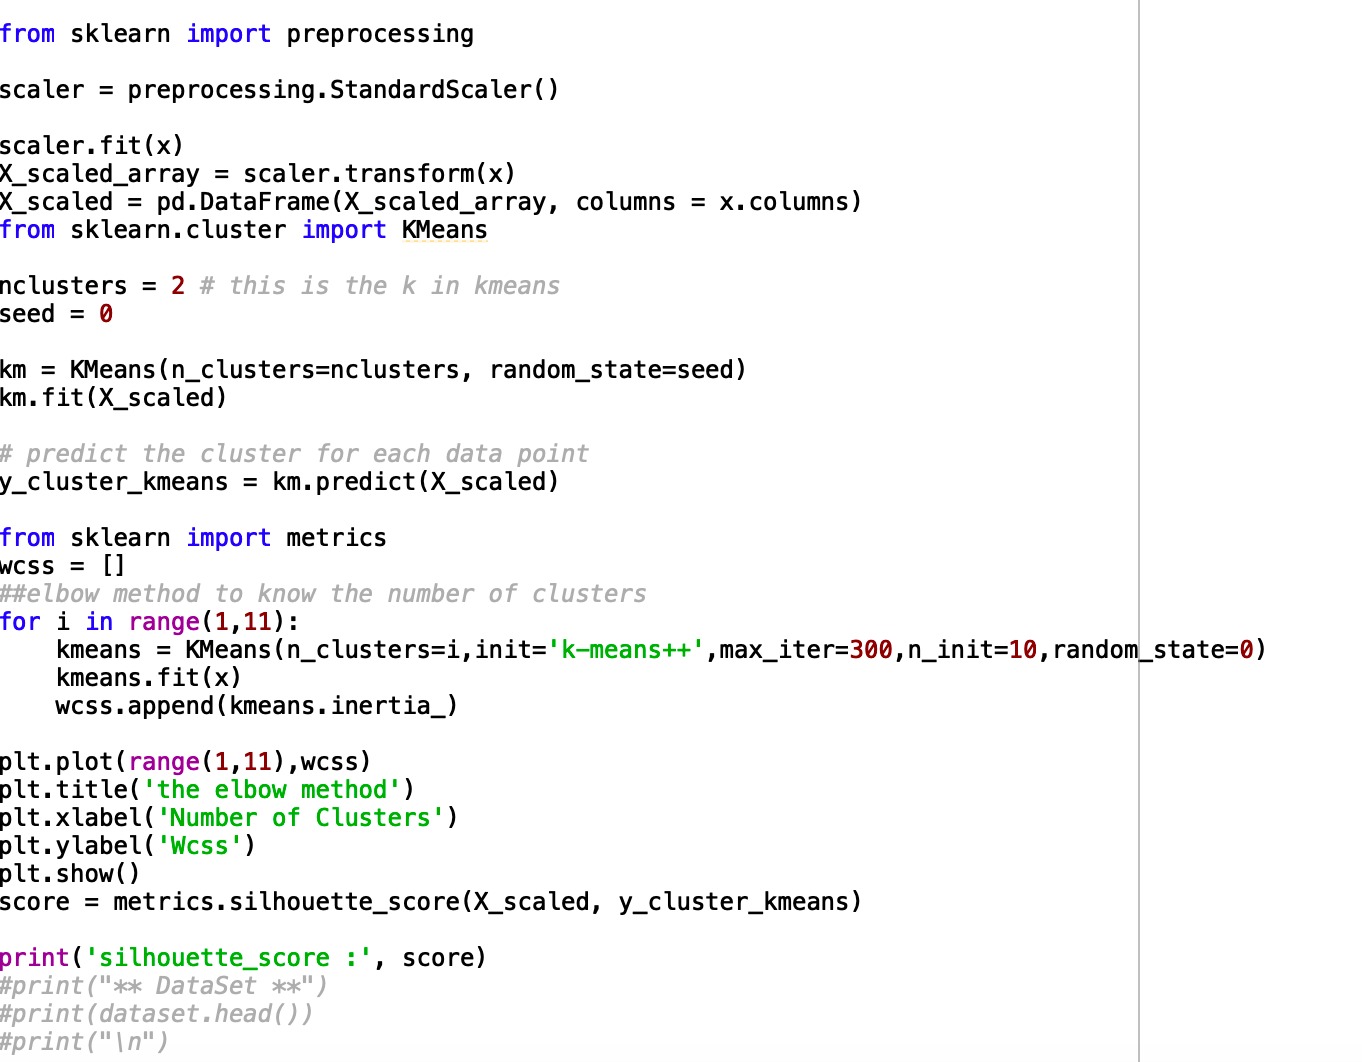 from sklearn import preprocessing
scaler = preprocessing.StandardScaler()
scaler.fit(x)
X_scaled_array = scaler.transform(x)
X_scaled = pd.DataFrame(X_scaled_array, columns = x.columns)
from sklearn.cluster import KMeans
nclusters = 2 # this is the k in kmeans
seed = 0
km = KMeans(n_clusters=nclusters, random_state=seed)
km.fit(X_scaled)
# predict the cluster for each data point
y_cluster_kmeans = km.predict(X_scaled)
from sklearn import metrics
wcss = []
##elbow method to know the number of clusters
for i in range(1,11):
    kmeans = KMeans(n_clusters=i,init='k-means++',max_iter=300,n_init=10,random_state=0)
    kmeans.fit(x)
    wcss.append(kmeans.inertia_)
plt.plot(range(1,11),wcss)
plt.title('the elbow method')
plt.xlabel('Number of Clusters')
plt.ylabel('Wcss')
plt.show()
score = metrics.silhouette_score(X_scaled, y_cluster_kmeans)
print('silhouette_score :', score)
#print("** DataSet **")
#print(dataset.head())
#print("\n")